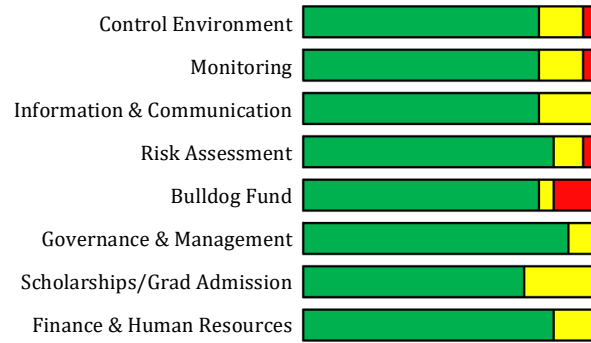 Control Environment
Monitoring
Information & Communication
Risk Assessment
Bulldog Fund
Governance & Management
Scholarships/Grad Admission
Finance & Human Resources